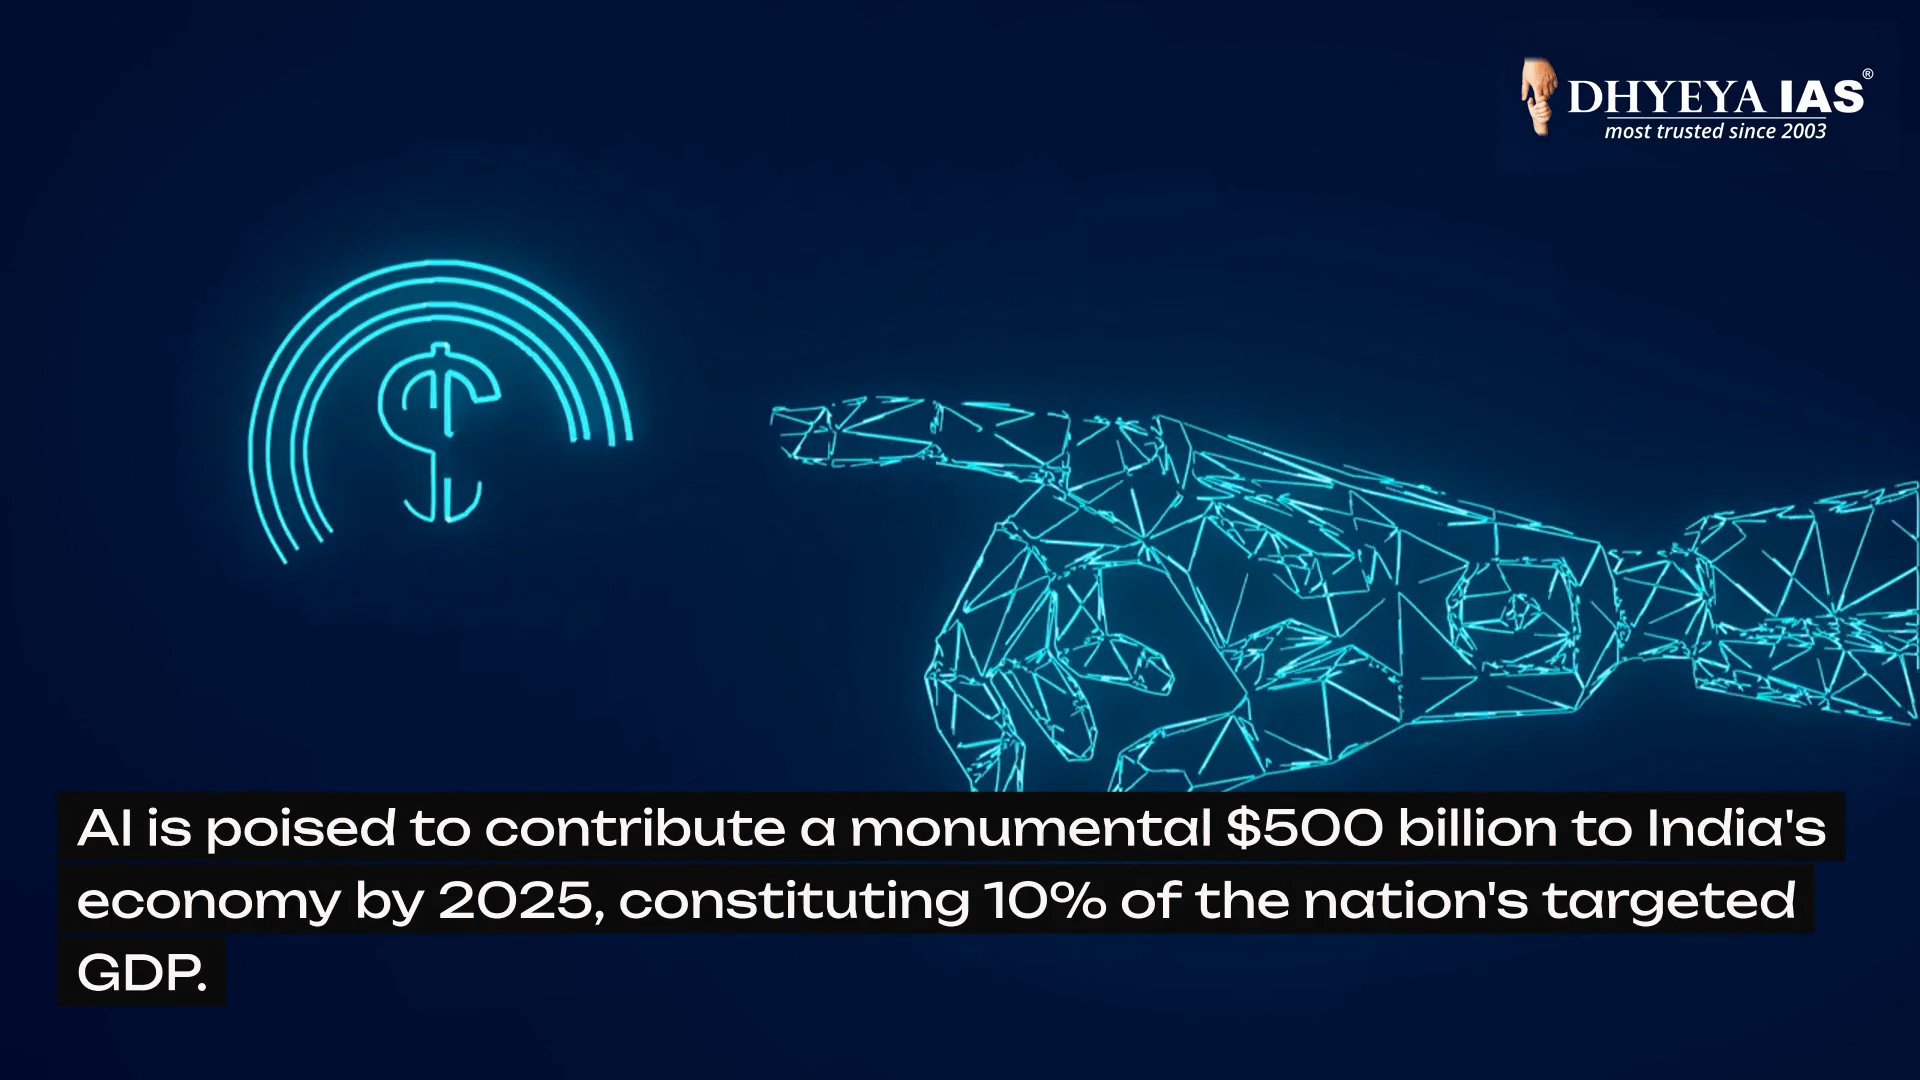 DHYEYA IAS®
most trusted since 2003
AI is poised to contribute a monumental $500 billion to India's
economy by 2025, constituting 10% of the nation's targeted
GDP.